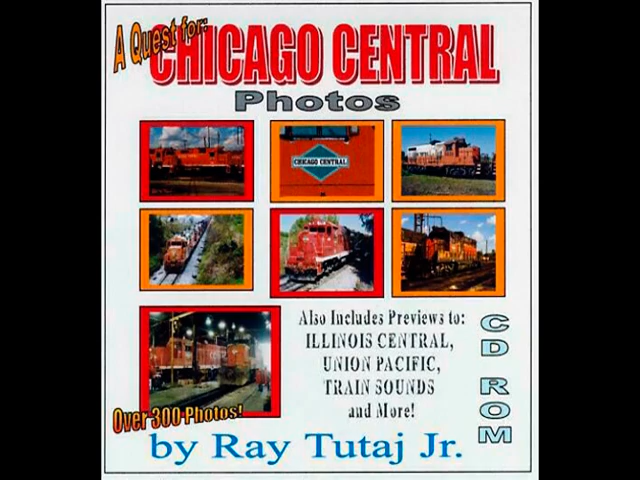 A Quest for:
CHICAGO CENTRAL
Photos
CHICAGO CENTRAL
Also Includes Previews to:
ILLINOIS CENTRAL,
UNION PACIFIC,
TRAIN SOUNDS
and More!
CD ROM
Over 300 Photos!
by Ray Tutaj Jr.